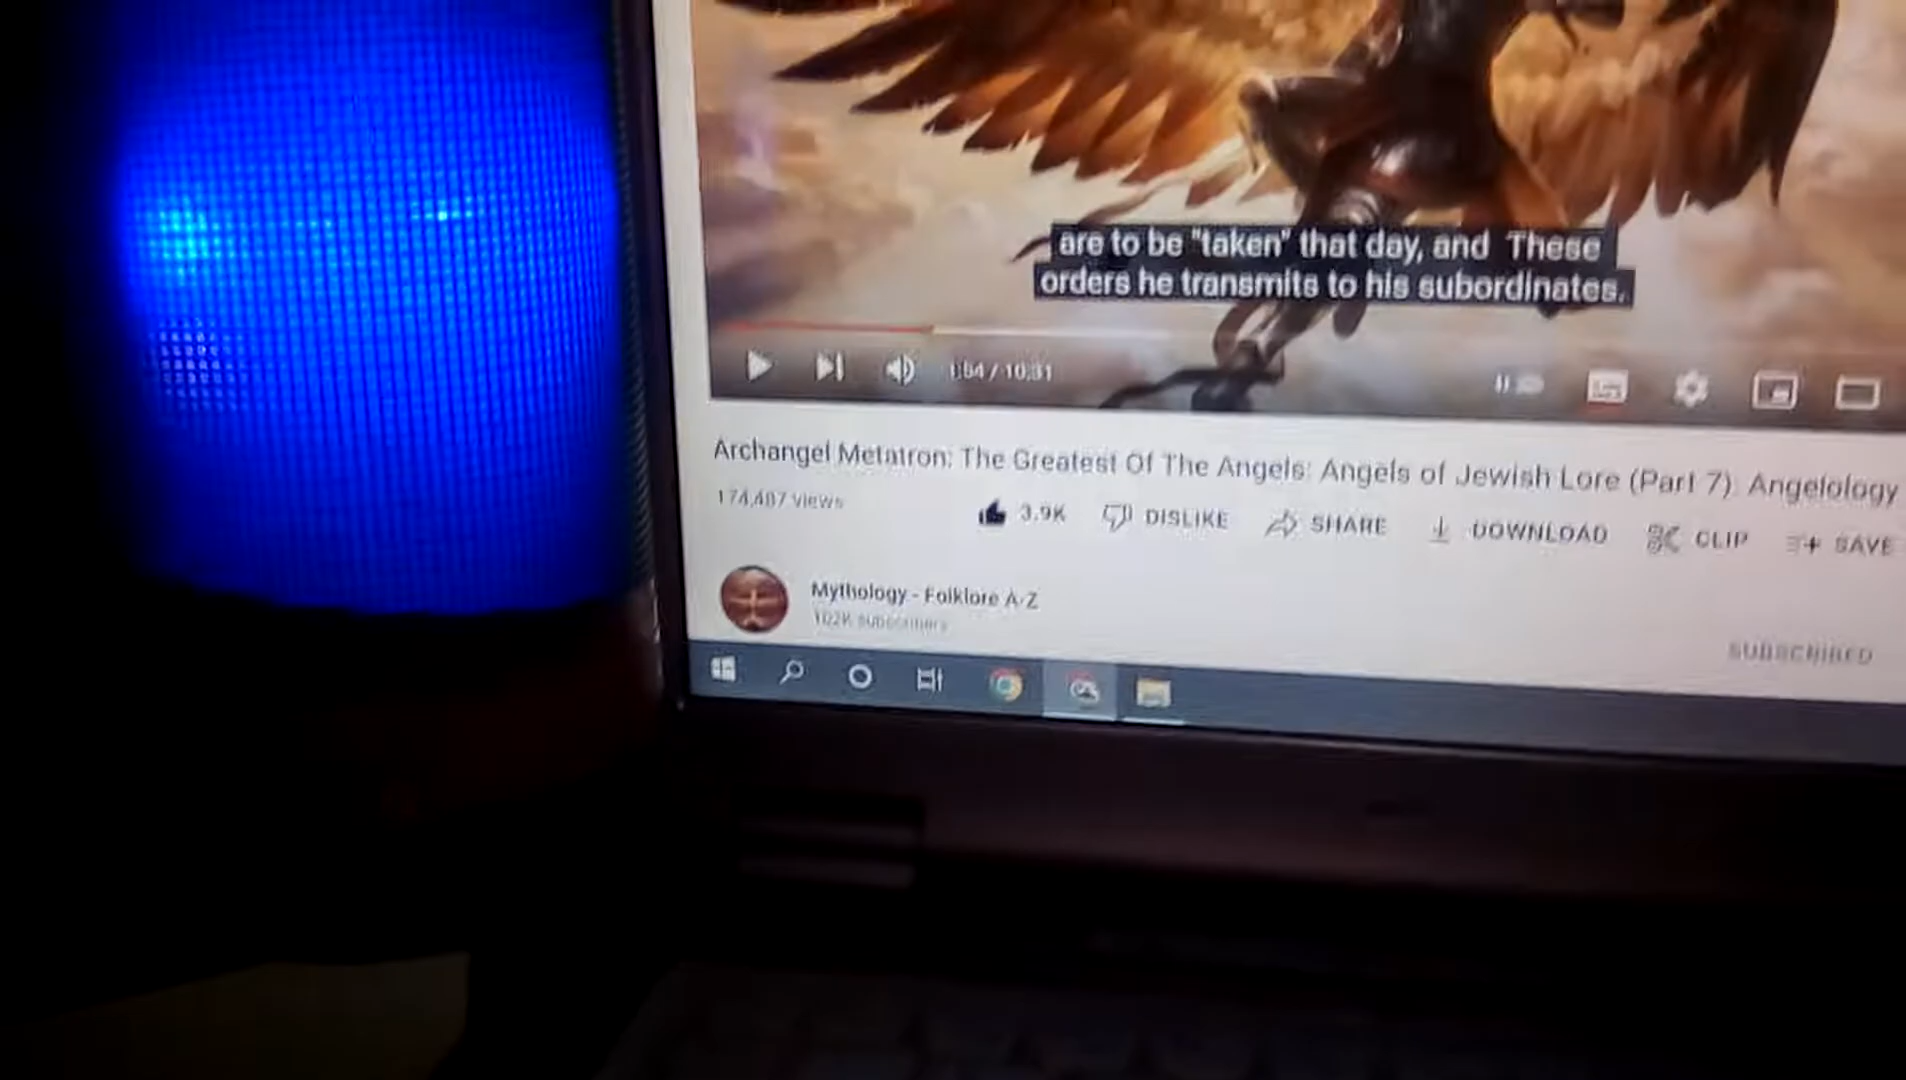 are to be "taken" that day, and These
orders he transmits to his subordinates.
1:54 / 10:31
Archangel Metatron: The Greatest Of The Angels: Angels of Jewish Lore (Part 7): Angelology
174,487 views
3.9K
DISLIKE
SHARE
DOWNLOAD
CLIP
SAVE
Mythology - Folklore A-Z
102K subscribers
SUBSCRIBED